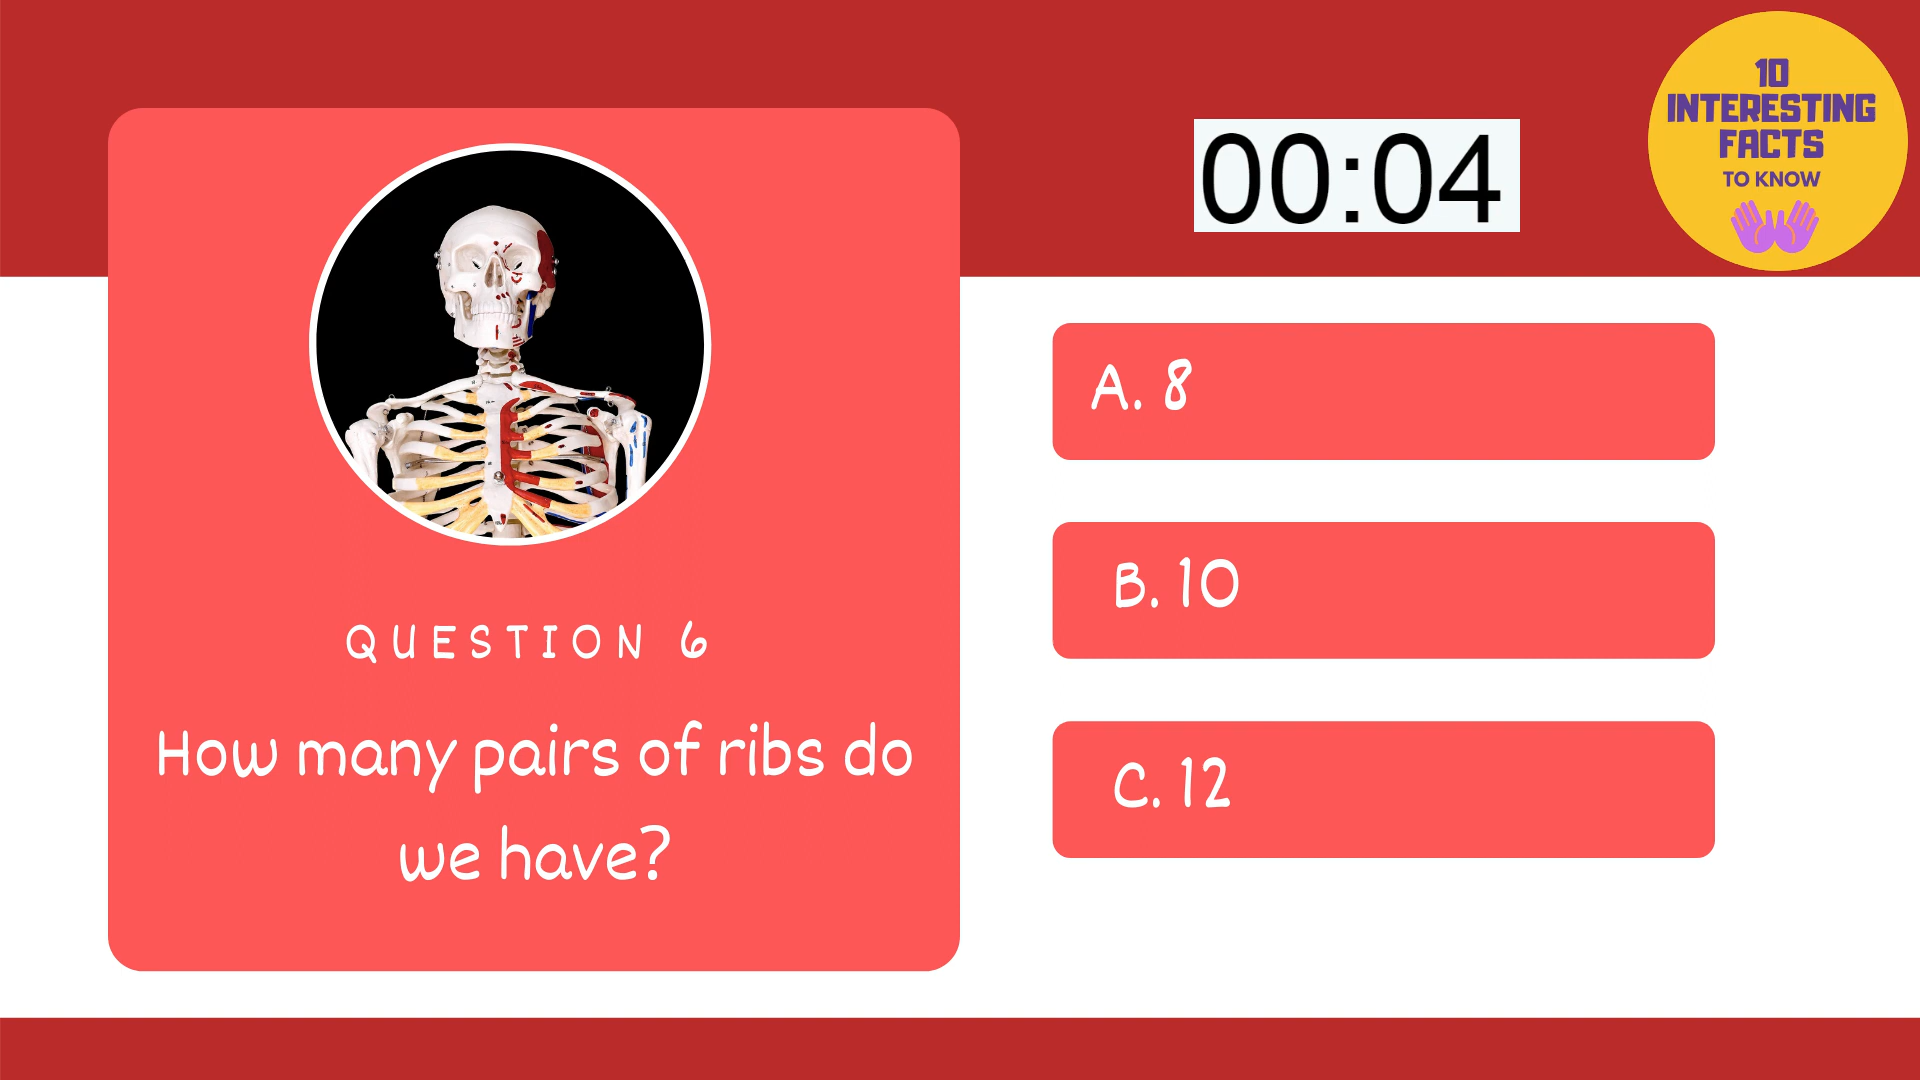 10
INTERESTING
FACTS
TO KNOW
00:04
QUESTION 6
How many pairs of ribs do
we have?
A. 8
B. 10
C. 12